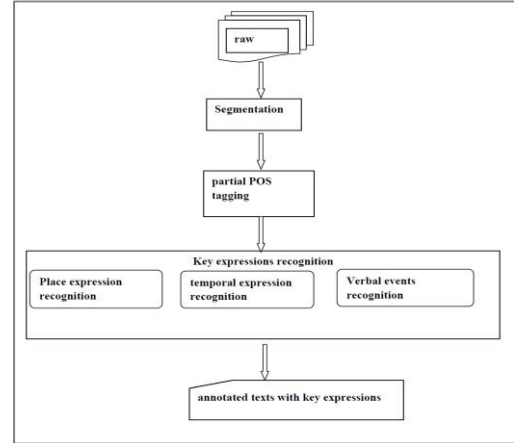 raw
Segmentation
partial POS
tagging
Key expressions recognition
Place expression
recognition
temporal expression
recognition
Verbal events
recognition
annotated texts with key expressions